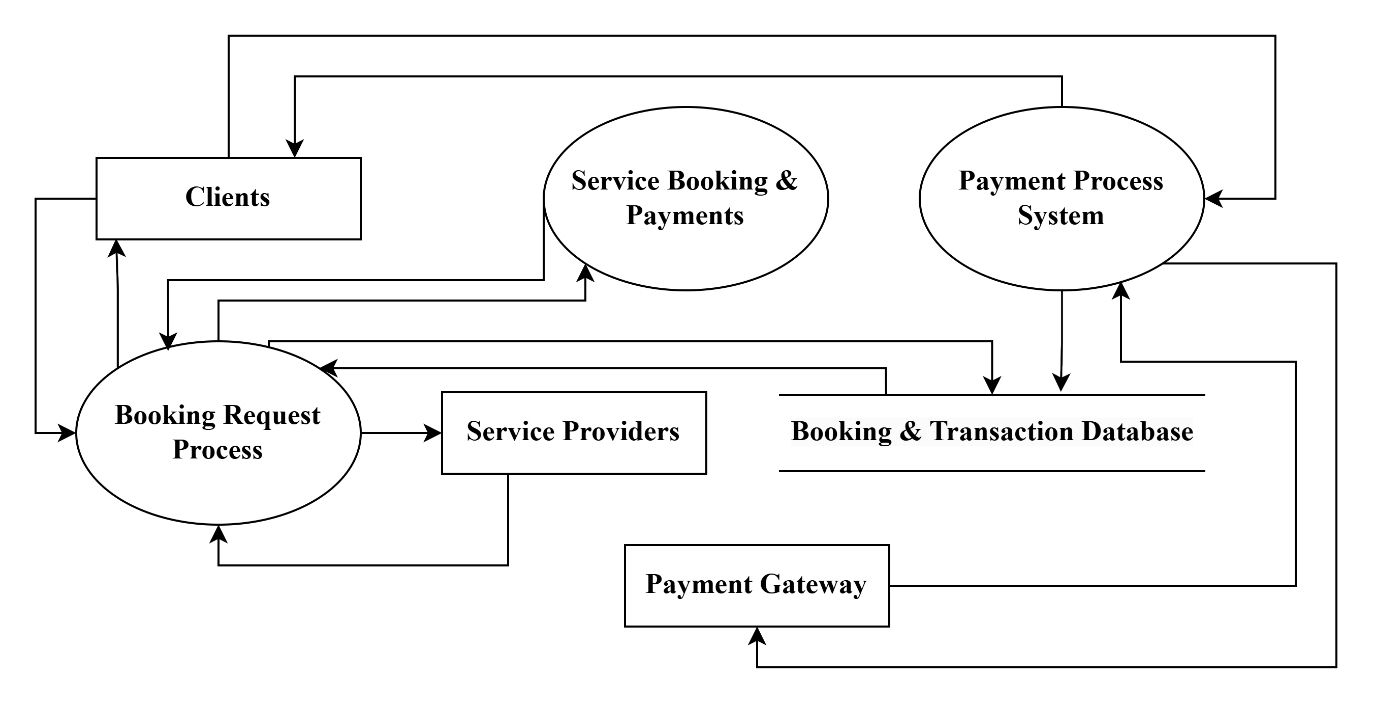 Clients
Service Booking &
Payments
Payment Process
System
Booking Request
Process
Service Providers
Booking & Transaction Database
Payment Gateway